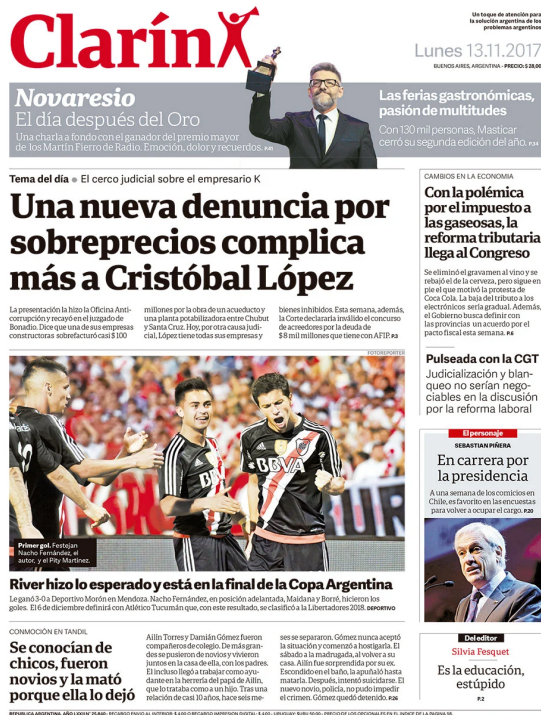 Un toque de atención para
la solución argentina de los
problemas argentinos
Clarín
Lunes 13.11.2017
BUENOS AIRES, ARGENTINA - PRECIO: $ 28,00
Novaresio
El día después del Oro
Una charla a fondo con el ganador del premio mayor
de los Martín Fierro de Radio. Emoción, dolor y recuerdos. P.41
Las ferias gastronómicas,
pasión de multitudes
Con 130 mil personas, Masticar
cerró su segunda edición del año. P.34
Tema del día ● El cerco judicial sobre el empresario K
Una nueva denuncia por
sobreprecios complica
más a Cristóbal López
La presentación la hizo la Oficina Anti-
corrupción y recayó en el juzgado de
Bonadio. Dice que una de sus empresas
constructoras sobrefacturó casi $ 100
millones por la obra de un acueducto y
una planta potabilizadora entre Chubut
y Santa Cruz. Hoy, por otra causa judi-
cial, López tiene todas sus empresas y
bienes inhibidos. Esta semana, además,
la Corte declararía inválido el concurso
de acreedores por la deuda de
$ 8 mil millones que tiene con AFIP. P.3
CAMBIOS EN LA ECONOMIA
Con la polémica
por el impuesto a
las gaseosas, la
reforma tributaria
llega al Congreso
Se eliminó el gravamen al vino y se
rebajó el de la cerveza, pero sigue en
pie el que motivó la protesta de
Coca Cola. La baja del tributo a los
electrónicos sería gradual. Además,
el Gobierno busca definir con
las provincias un acuerdo por el
pacto fiscal esta semana. P.6
Pulseada con la CGT
Judicialización y blan-
queo no serían nego-
ciables en la discusión
por la reforma laboral
FOTOREPORTER
BBVA
BBVA
Primer gol. Festejan
Nacho Fernández, el
autor, y el Pity Martínez.
River hizo lo esperado y está en la final de la Copa Argentina
Le ganó 3-0 a Deportivo Morón en Mendoza. Nacho Fernández, en posición adelantada, Maidana y Borré, hicieron los
goles. El 6 de diciembre definirá con Atlético Tucumán que, con este resultado, se clasificó a la Libertadores 2018. DEPORTIVO
El personaje
SEBASTIAN PIÑERA
En carrera por
la presidencia
A una semana de los comicios en
Chile, es favorito en las encuestas
para volver a ocupar el cargo. P.20
CONMOCIÓN EN TANDIL
Se conocían de
chicos, fueron
novios y la mató
porque ella lo dejó
Ailín Torres y Damián Gómez fueron
compañeros de colegio. De más gran-
des se pusieron de novios y vivieron
juntos en la casa de ella, con los padres.
El incluso llegó a trabajar como ayu-
dante en la herrería del papá de Ailín,
que lo trataba como a un hijo. Tras una
relación de casi 10 años, hace seis me-
ses se separaron. Gómez nunca aceptó
la situación y comenzó a hostigarla. El
sábado a la madrugada, al volver a su
casa. Ailín fue sorprendida por su ex.
Escondido en el baño, la apuñaló hasta
matarla. Después, intentó suicidarse. El
nuevo novio, policía, no pudo impedir
el crimen. Gómez quedó detenido. P.26
Del editor
Silvia Fesquet
Es la educación,
estúpido
P.2